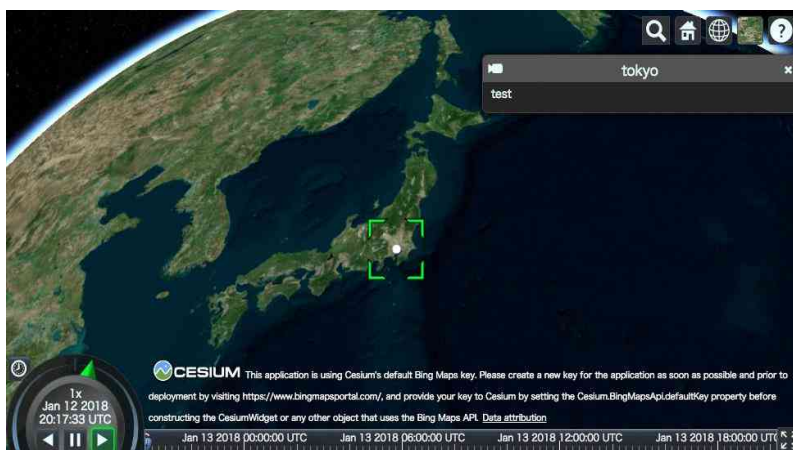 tokyo
test
CESIUM This application is using Cesium's default Bing Maps key. Please create a new key for the application as soon as possible and prior to
deployment by visiting https://www.bingmapsportal.com/, and provide your key to Cesium by setting the Cesium.BingMapsApi.defaultKey property before
constructing the CesiumWidget or any other object that uses the Bing Maps API. Data attribution
1x
Jan 12 2018
20:17:33 UTC
Jan 13 2018 00:00:00 UTC Jan 13 2018 06:00:00 UTC Jan 13 2018 12:00:00 UTC Jan 13 2018 18:00:00 UTC